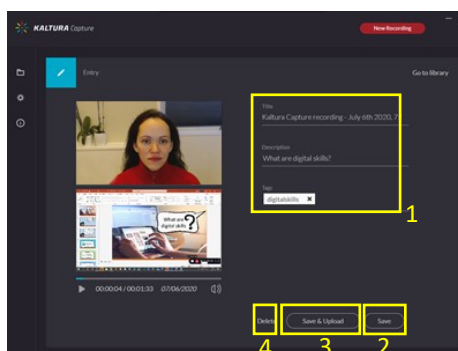 KALTURA Capture
New Recording
Entry
Go to library
Title
Kaltura Capture recording - July 6th 2020, 7
Description
What are digital skills?
Tags
digitalskills ×
1
What are
digital skills
?
00:00:04 / 00:01:33 07/06/2020
Delete
Save & Upload
Save
4
3
2